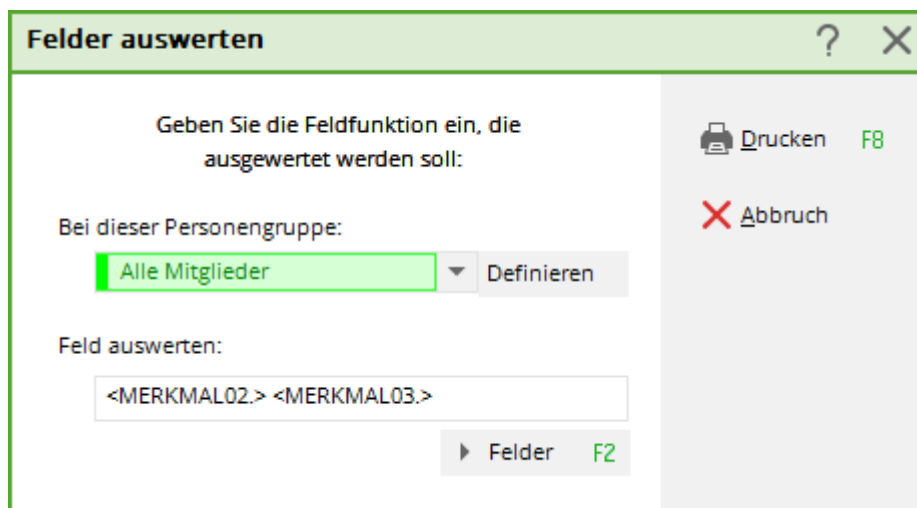 Felder auswerten
?
Geben Sie die Feldfunktion ein, die
ausgewertet werden soll:
Drucken F8
Abbruch
Bei dieser Personengruppe:
Alle Mitglieder
Definieren
Feld auswerten:
<MERKMAL02.> <MERKMAL03.>
Felder F2